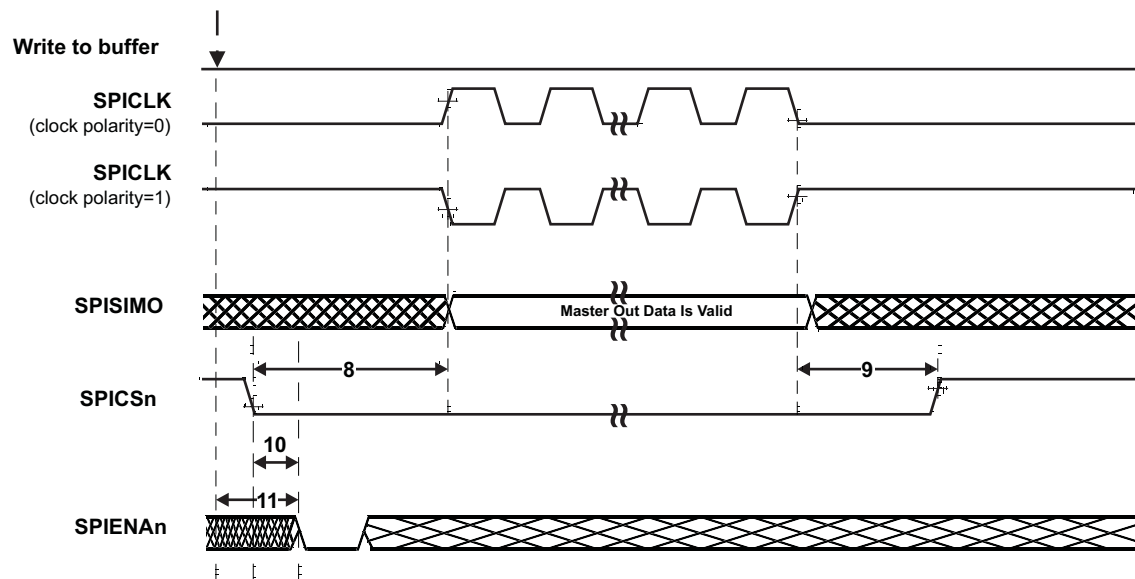 Write to buffer
SPICLK
(clock polarity=0)
SPICLK
(clock polarity=1)
SPISIMO
Master Out Data Is Valid
8
9
SPICSn
10
11
SPIENAn